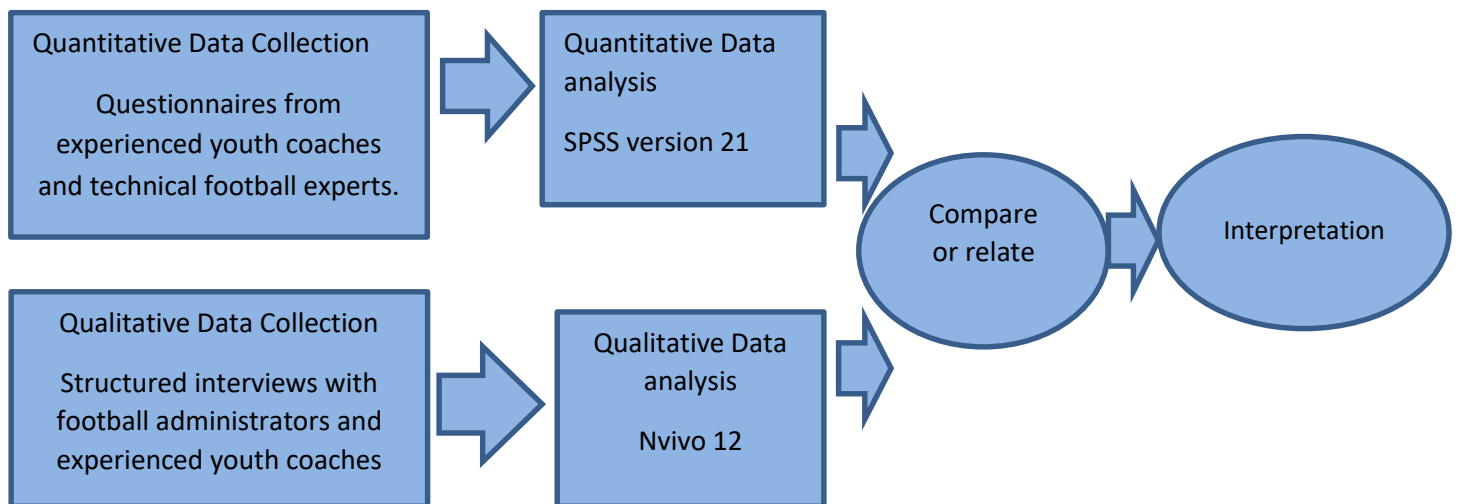 Quantitative Data Collection
Questionnaires from
experienced youth coaches
and technical football experts.
Quantitative Data
analysis
SPSS version 21
Compare
or relate
Interpretation
Qualitative Data Collection
Structured interviews with
football administrators and
experienced youth coaches
Qualitative Data
analysis
Nvivo 12